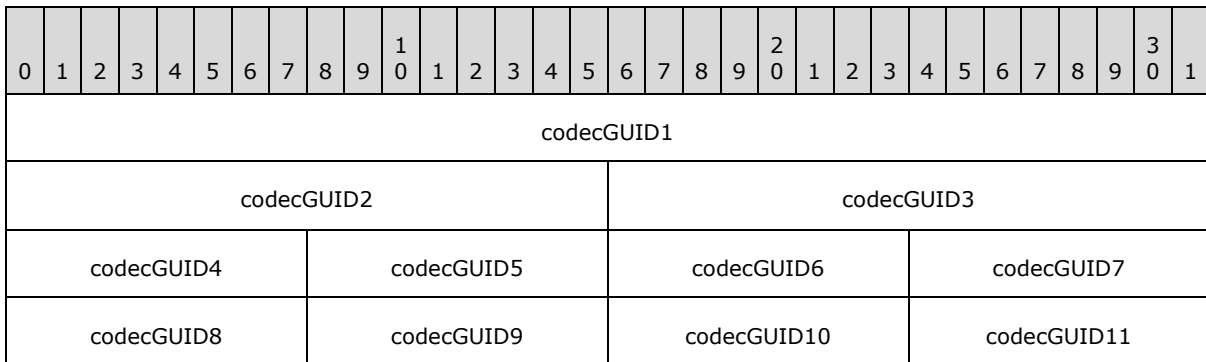 1 2 3
0 1 2 3 4 5 6 7 8 9 0 1 2 3 4 5 6 7 8 9 0 1 2 3 4 5 6 7 8 9 0 1
codecGUID1
codecGUID2 codecGUID3
codecGUID4 codecGUID5 codecGUID6 codecGUID7
codecGUID8 codecGUID9 codecGUID10 codecGUID11